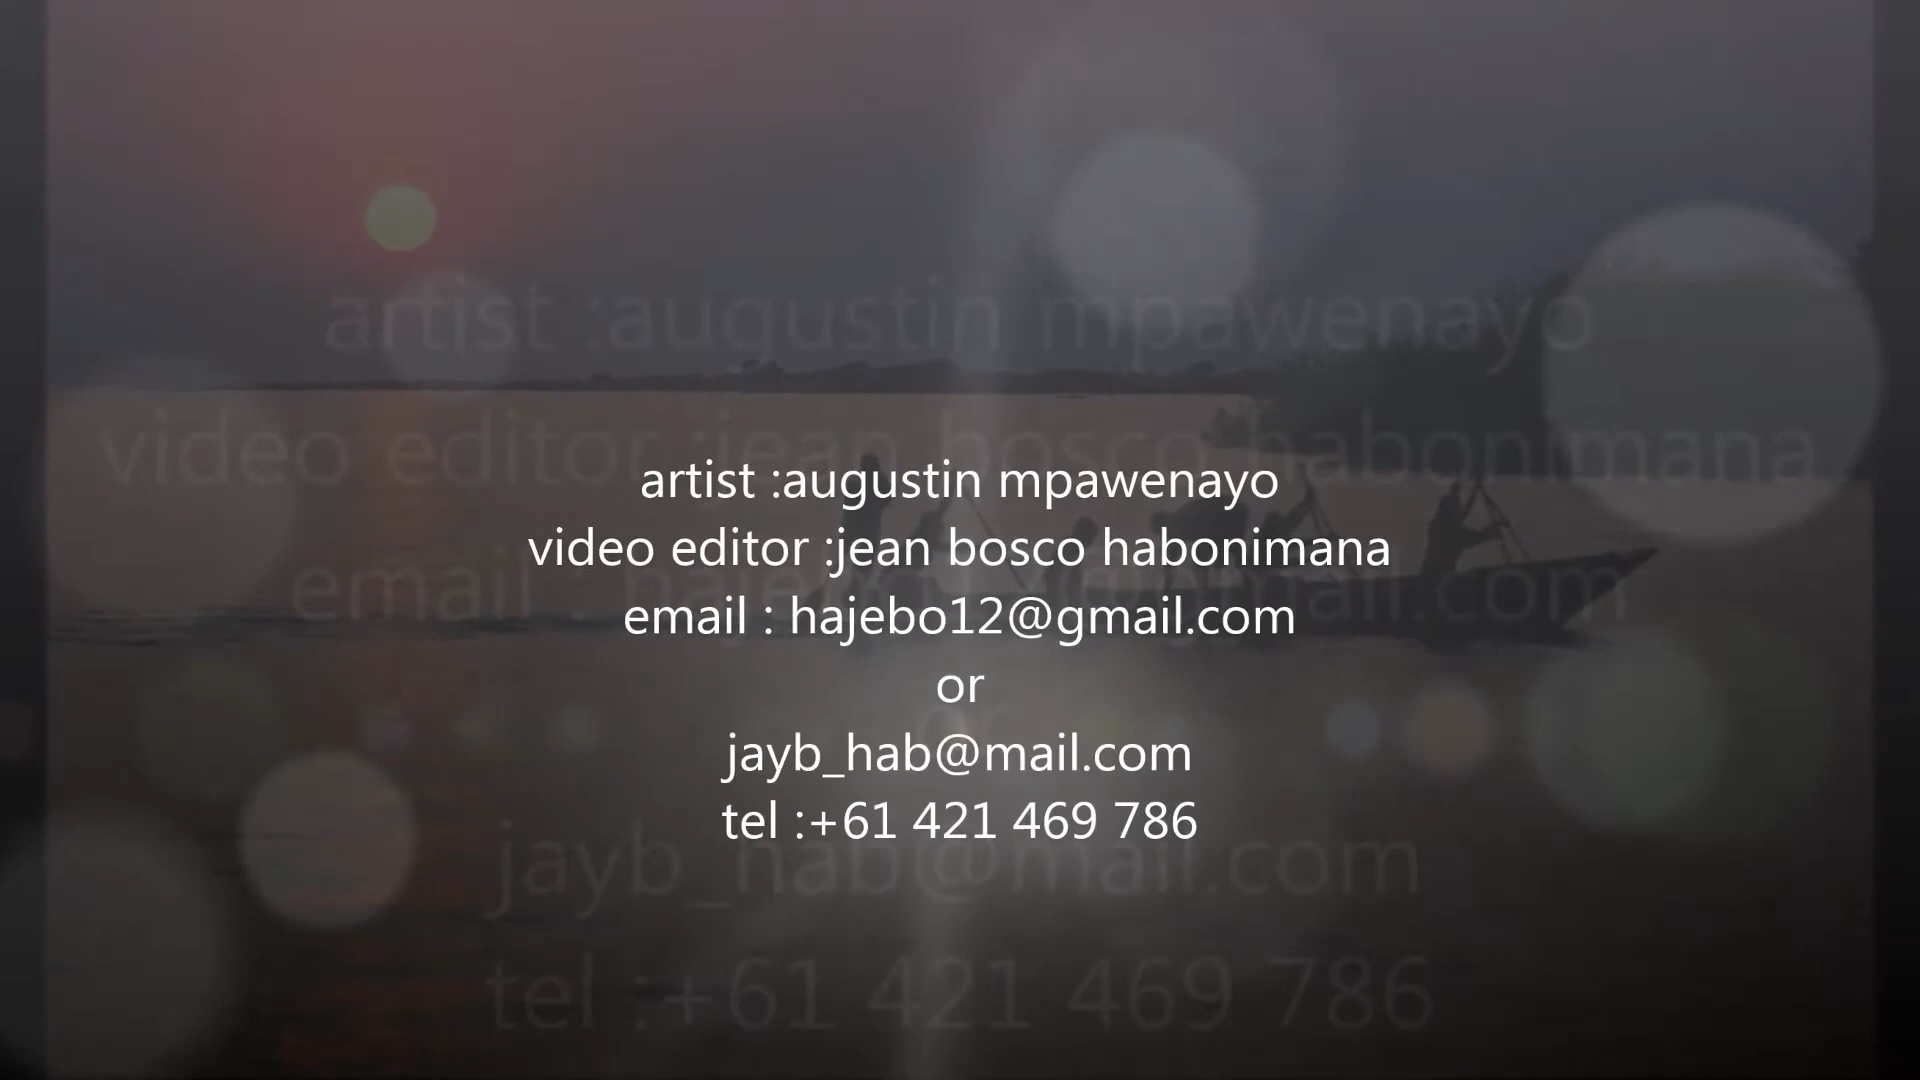 artist :augustin mpawenayo
video editor :jean bosco habonimana
email : hajebo12@gmail.com
or
jayb_hab@mail.com
tel :+61 421 469 786